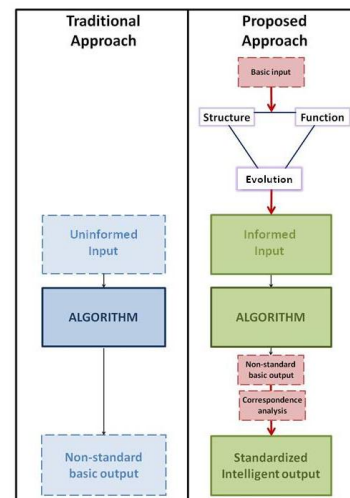 Traditional
Approach
Uninformed
Input
ALGORITHM
Non-standard
basic output
Proposed
Approach
Basic input
Structure
Function
Evolution
Informed
Input
ALGORITHM
Non-standard
basic output
Correspondence
analysis
Standardized
Intelligent output